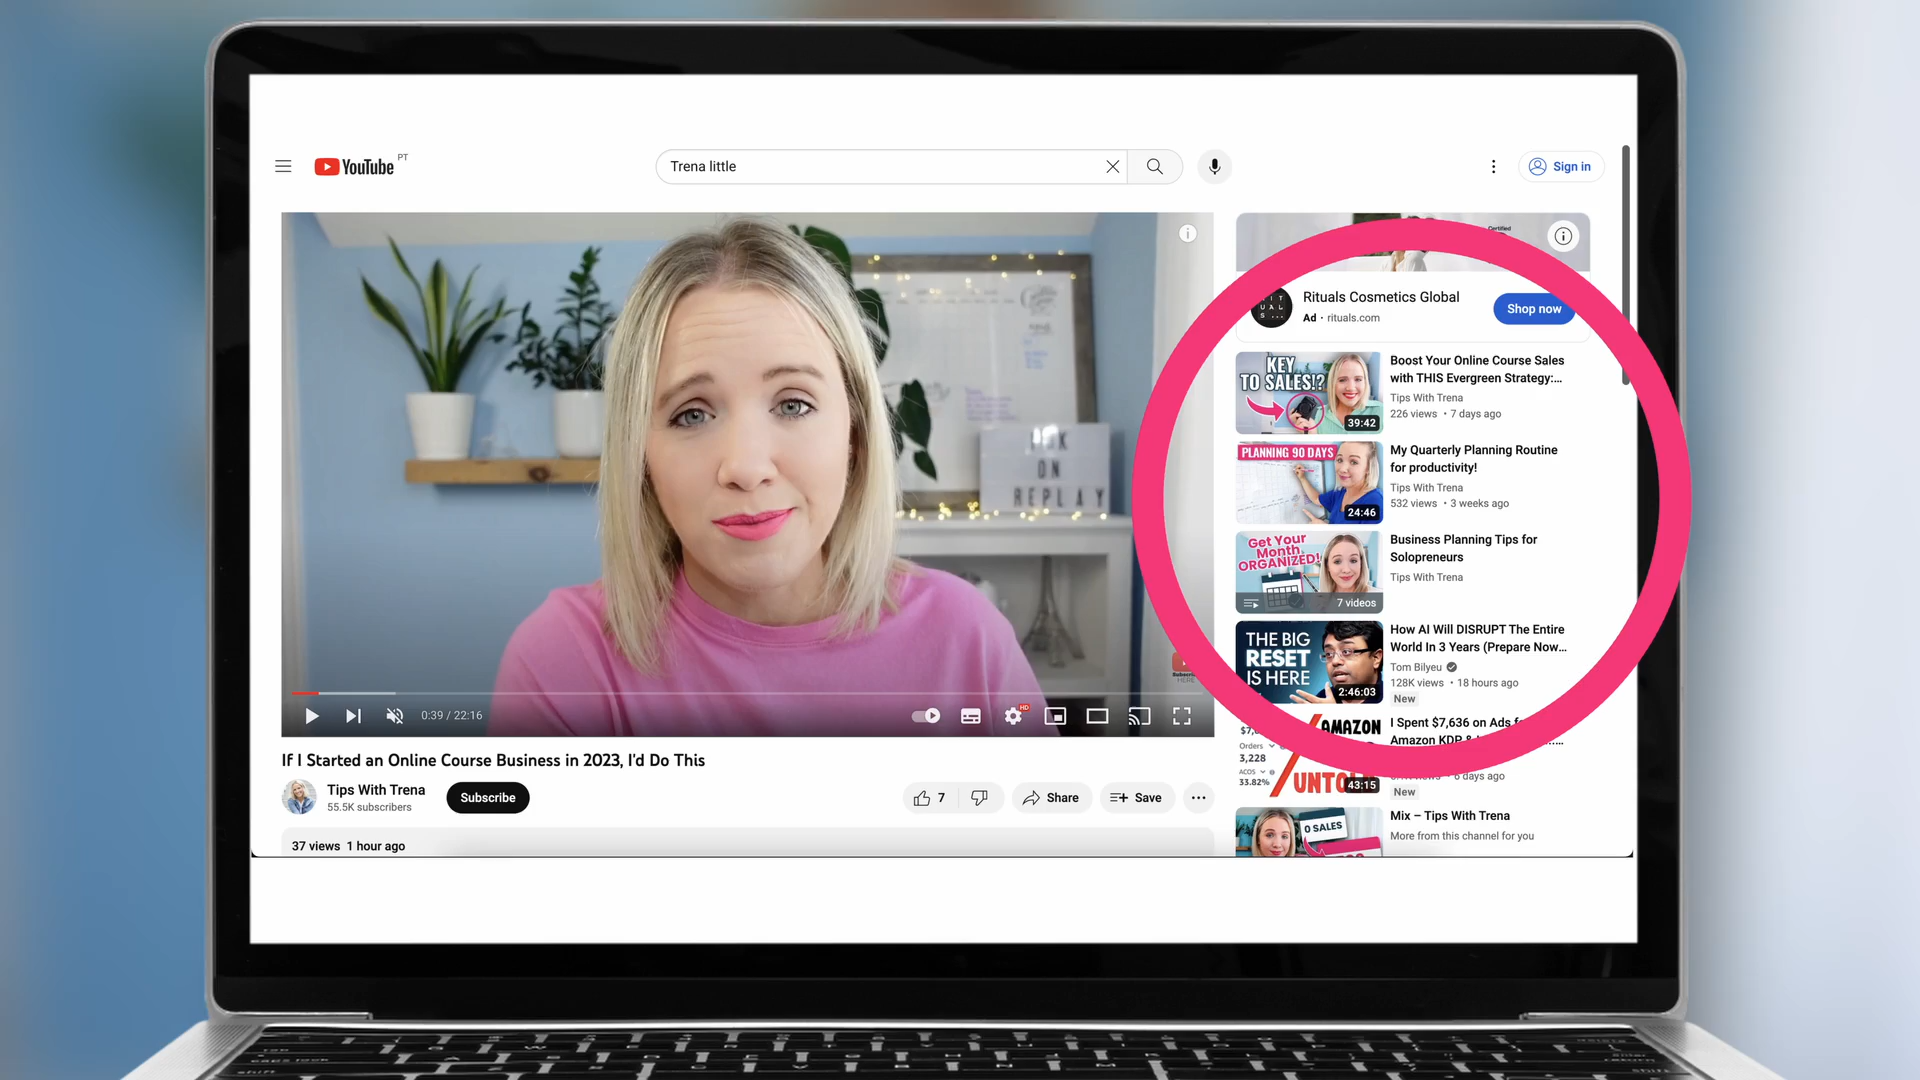 YouTube PT
Trena little
Sign in
ON
REPLAY
0:39 / 22:16
HD
If I Started an Online Course Business in 2023, I'd Do This
Tips With Trena
55.5K subscribers
Subscribe
7
Share
Save
37 views 1 hour ago
Certified
Rituals Cosmetics Global
Ad · rituals.com
Shop now
KEY
TO SALES!?
39:42
Boost Your Online Course Sales
with THIS Evergreen Strategy:...
Tips With Trena
226 views • 7 days ago
PLANNING 90 DAYS
24:46
My Quarterly Planning Routine
for productivity!
Tips With Trena
532 views • 3 weeks ago
Get Your
Month
ORGANIZED!
7 videos
Business Planning Tips for
Solopreneurs
Tips With Trena
THE BIG
RESET
IS HERE
2:46:03
How AI Will DISRUPT The Entire
World In 3 Years (Prepare Now...
Tom Bilyeu
128K views • 18 hours ago
New
AMAZON
Orders
3,228
ACOS
33.82%
43:15
I Spent $7,636 on Ads
Amazon KDP
6 days ago
New
0 SALES
Mix – Tips With Trena
More from this channel for you